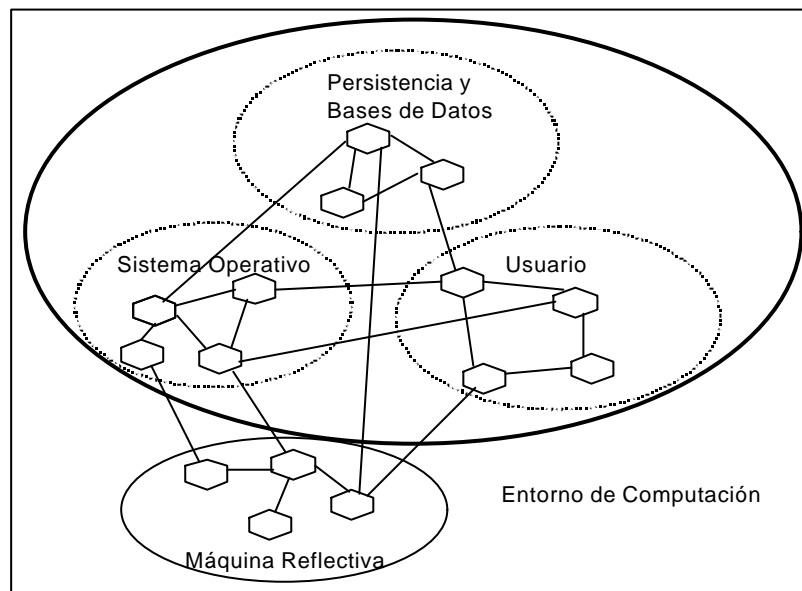 Persistencia y
Bases de Datos
Sistema Operativo
Usuario
Entorno de Computación
Máquina Reflectiva